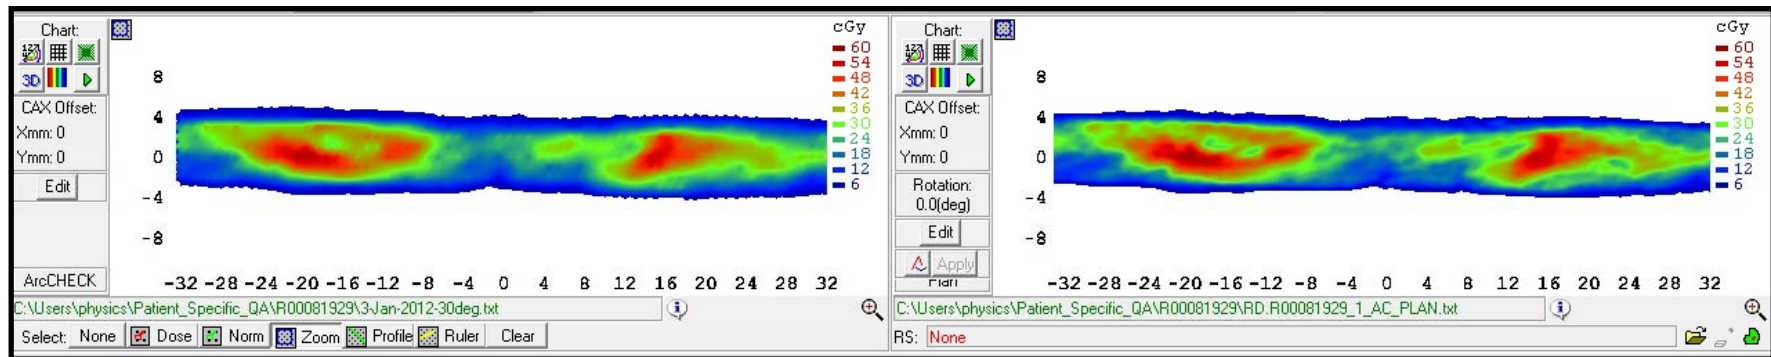 Chart:
3D
CAX Offset:
Xmm: 0
Ymm: 0
Edit
ArcCHECK
8
4
0
-4
-8
-32 -28 -24 -20 -16 -12 -8 -4 0 4 8 12 16 20 24 28 32
cGy
60
54
48
42
36
30
24
18
12
6
C:\Users\physics\Patient_Specific_QA\R00081929\3-Jan-2012-30deg.txt
Select: None Dose Norm Zoom Profile Ruler Clear
Chart:
3D
CAX Offset:
Xmm: 0
Ymm: 0
Rotation:
0.0(deg)
Edit
Apply
Plan
8
4
0
-4
-8
-32 -28 -24 -20 -16 -12 -8 -4 0 4 8 12 16 20 24 28 32
cGy
60
54
48
42
36
30
24
18
12
6
C:\Users\physics\Patient_Specific_QA\R00081929\RD.R00081929_1_AC_PLAN.txt
RS: None